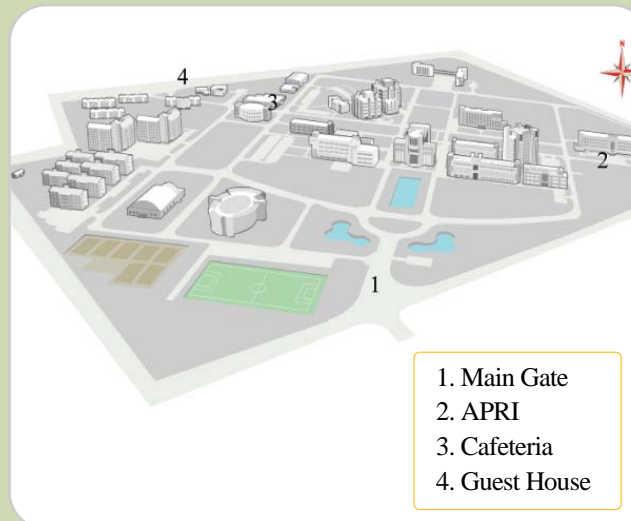 N
4
3
2
1
1. Main Gate
2. APRI
3. Cafeteria
4. Guest House